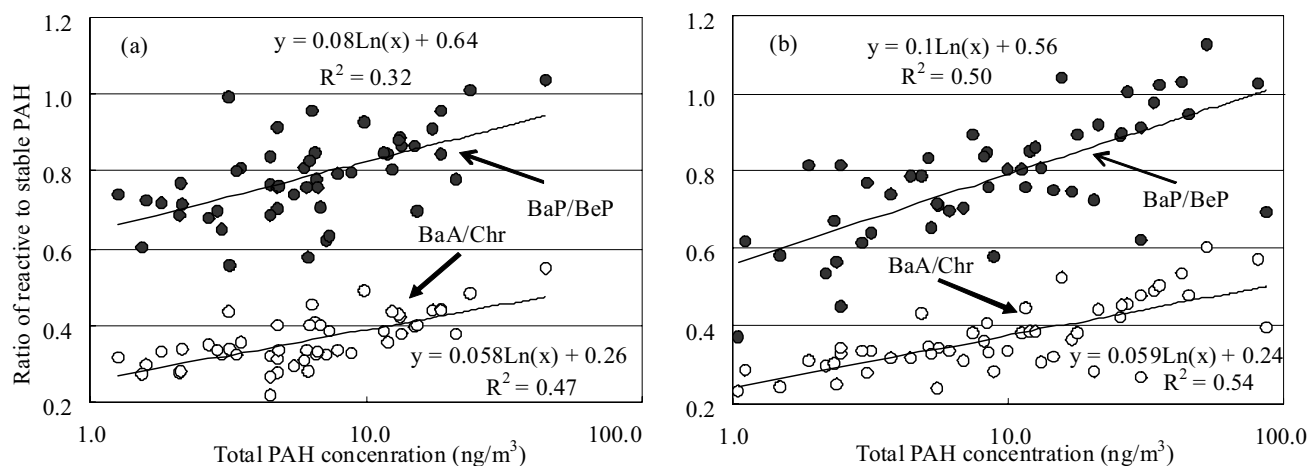 (a)
y = 0.08Ln(x) + 0.64
R² = 0.32
BaP/BeP
BaA/Chr
y = 0.058Ln(x) + 0.26
R² = 0.47
Ratio of reactive to stable PAH
1.2
1.0
0.8
0.6
0.4
0.2
1.0 10.0 100.0
Total PAH concenration (ng/m³)
(b)
y = 0.1Ln(x) + 0.56
R² = 0.50
BaP/BeP
BaA/Chr
y = 0.059Ln(x) + 0.24
R² = 0.54
1.2
1.0
0.8
0.6
0.4
0.2
1.0 10.0 100.0
Total PAH concentration (ng/m³)